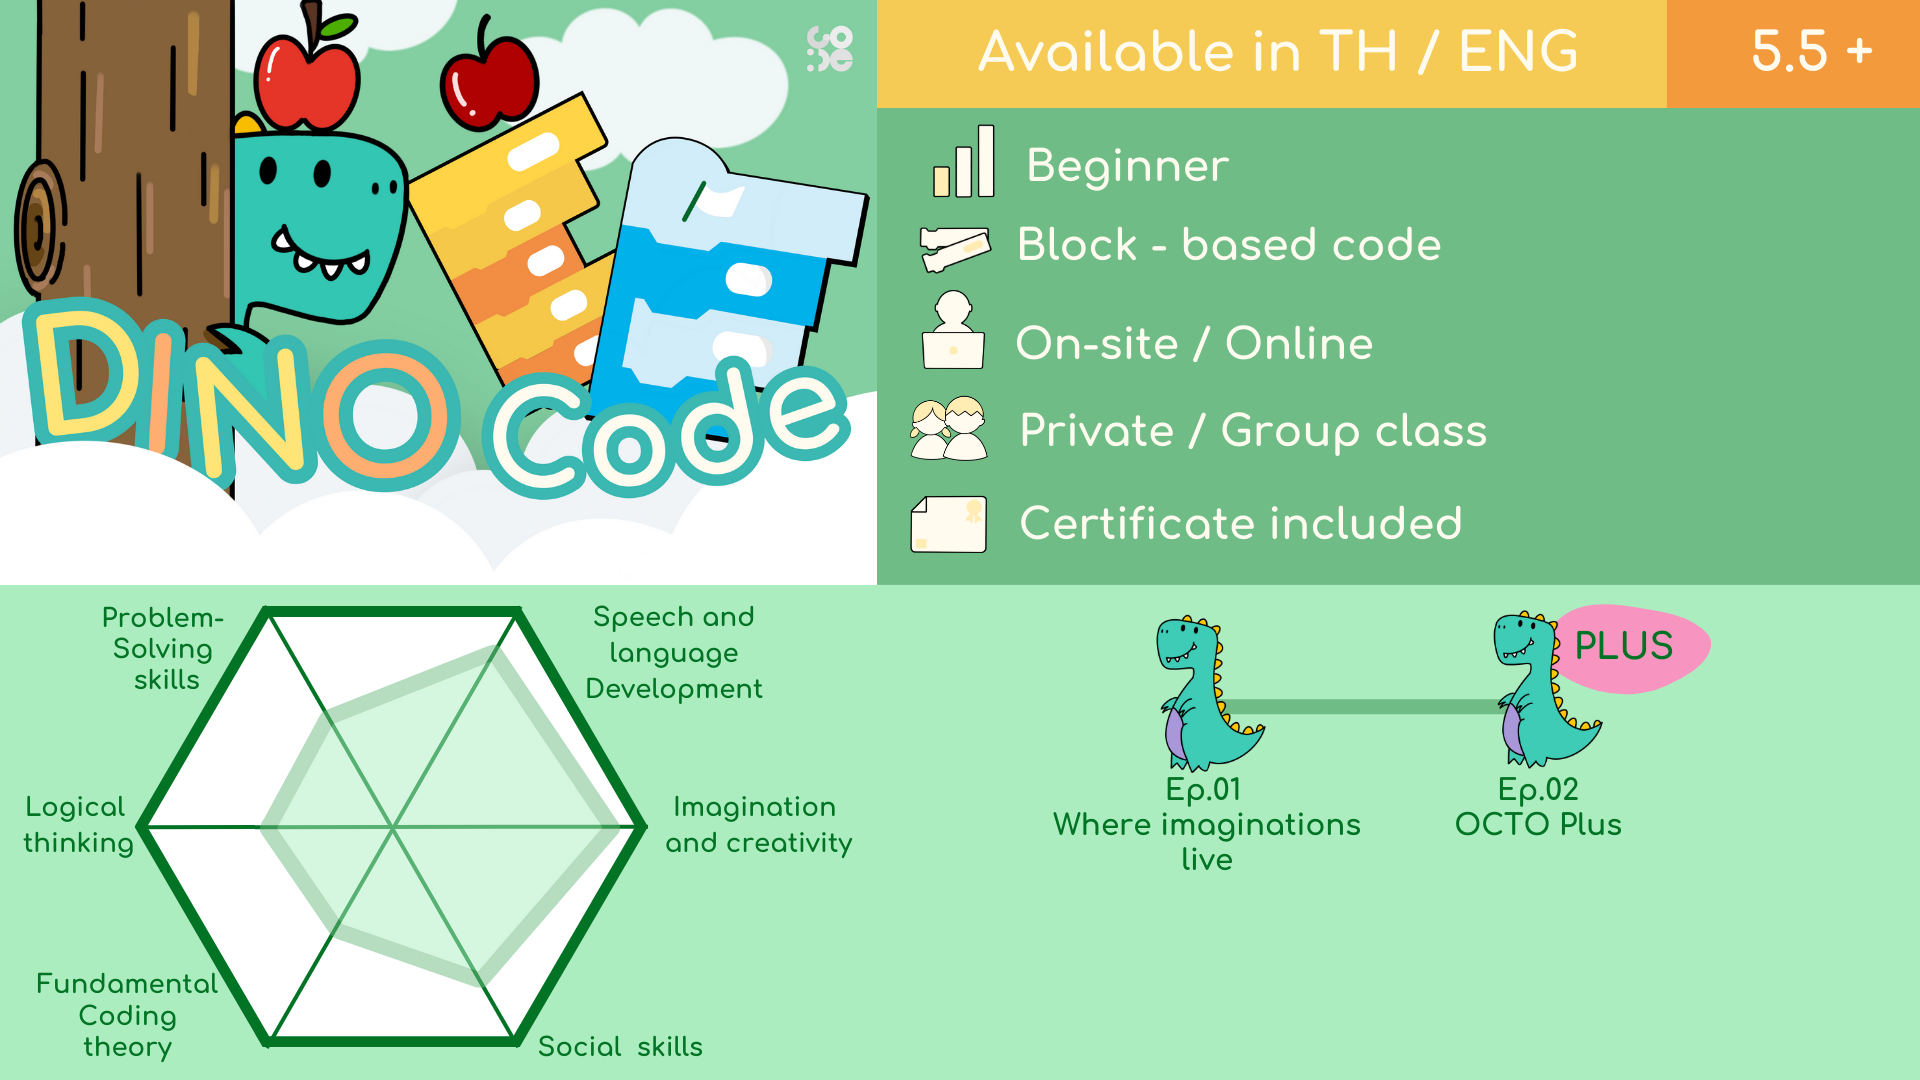 CODE
DINO Code
Available in TH / ENG
5.5 +
Beginner
Block - based code
On-site / Online
Private / Group class
Certificate included
Problem-
Solving
skills
Speech and
language
Development
Logical
thinking
Imagination
and creativity
Fundamental
Coding
theory
Social skills
PLUS
Ep.01
Where imaginations
live
Ep.02
OCTO Plus